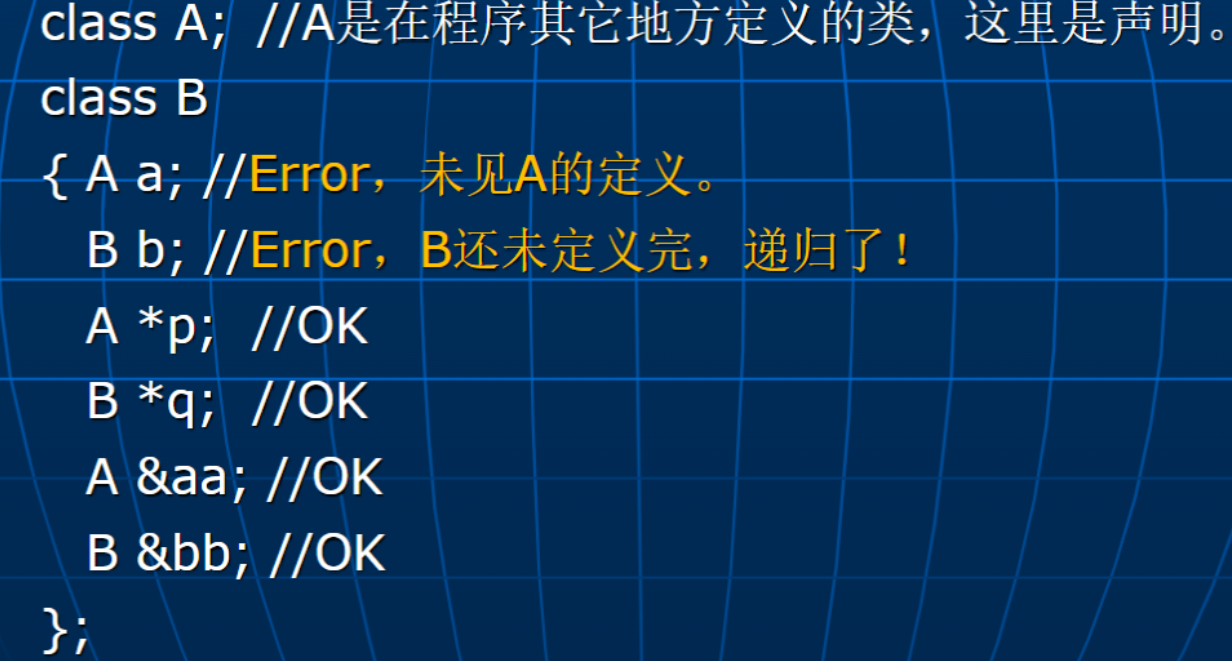 class A;  //A是在程序其它地方定义的类，这里是声明。
class B
{ A a; //Error，未见A的定义。
B b; //Error，B还未定义完，递归了！
A *p;  //OK
B *q;  //OK
A &aa; //OK
B &bb; //OK
};